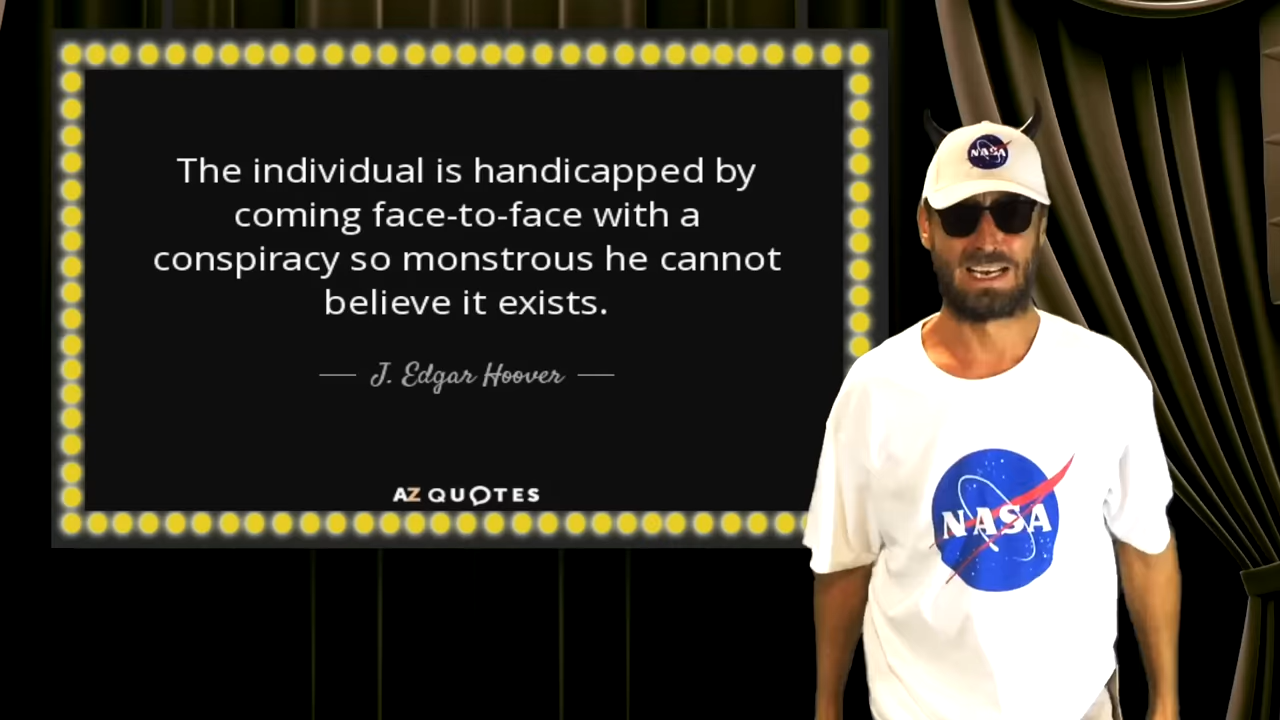 The individual is handicapped by
coming face-to-face with a
conspiracy so monstrous he cannot
believe it exists.
J. Edgar Hoover
AZ QUOTES
NASA
NASA